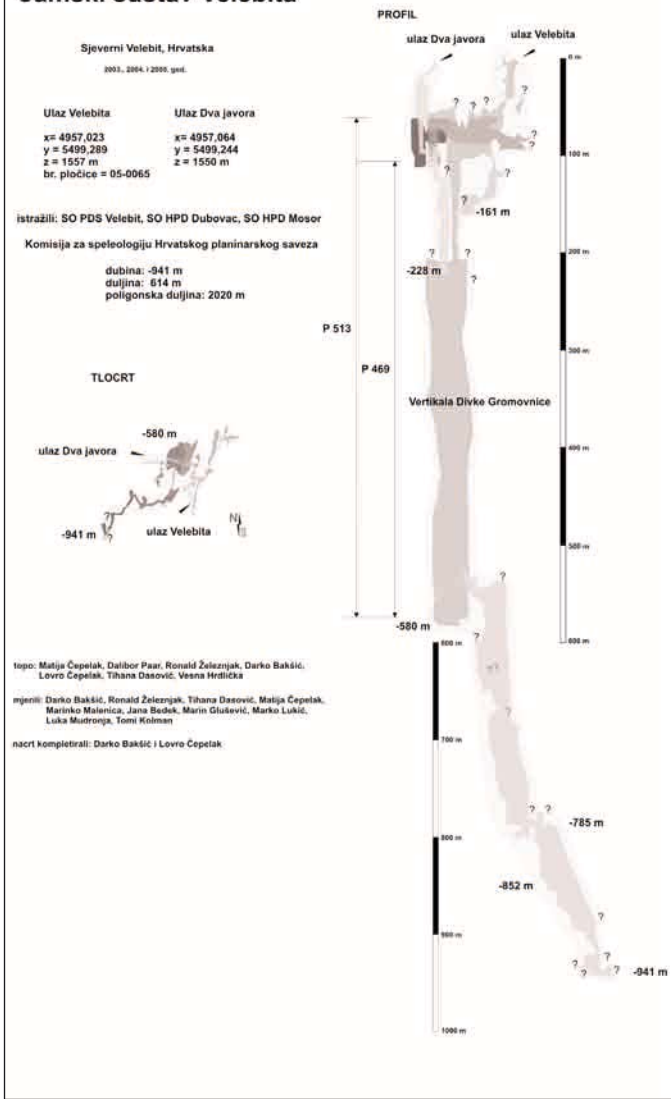 Jamski sustav Velebita
Sjeverni Velebit, Hrvatska
2003., 2004. i 2005. god.
Ulaz Velebita
x= 4957,023
y = 5499,289
z = 1557 m
br. pločice = 05-0065
Ulaz Dva javora
x= 4957,064
y = 5499,244
z = 1550 m
istražili: SO PDS Velebit, SO HPD Dubovac, SO HPD Mosor
Komisija za speleologiju Hrvatskog planinarskog saveza
dubina: -941 m
duljina: 614 m
poligonska duljina: 2020 m
TLOCRT
-580 m
ulaz Dva javora
-941 m
?
?
ulaz Velebita
N
topo: Matija Čepelak, Dalibor Paar, Ronald Železnjak, Darko Bakšić,
Lovro Čepelak, Tihana Dasović, Vesna Hrdlička
mjerili: Darko Bakšić, Ronald Železnjak, Tihana Dasović, Matija Čepelak,
Marinko Malenica, Jana Bedek, Marin Glušević, Marko Lukić,
Luka Mudronja, Tomi Kolman
nacrt kompletirali: Darko Bakšić i Lovro Čepelak
PROFIL
ulaz Dva javora
ulaz Velebita
0 m
? ? ? ?
? ?
100 m
? ?
?
-161 m
? ?
200 m
-228 m
?
P 513
300 m
P 469
Vertikala Divke Gromovnice
400 m
500 m
?
-580 m
?
600 m
600 m
?
700 m
? ?
-785 m
800 m
-852 m
?
900 m
?
? ?
?
-941 m
1000 m